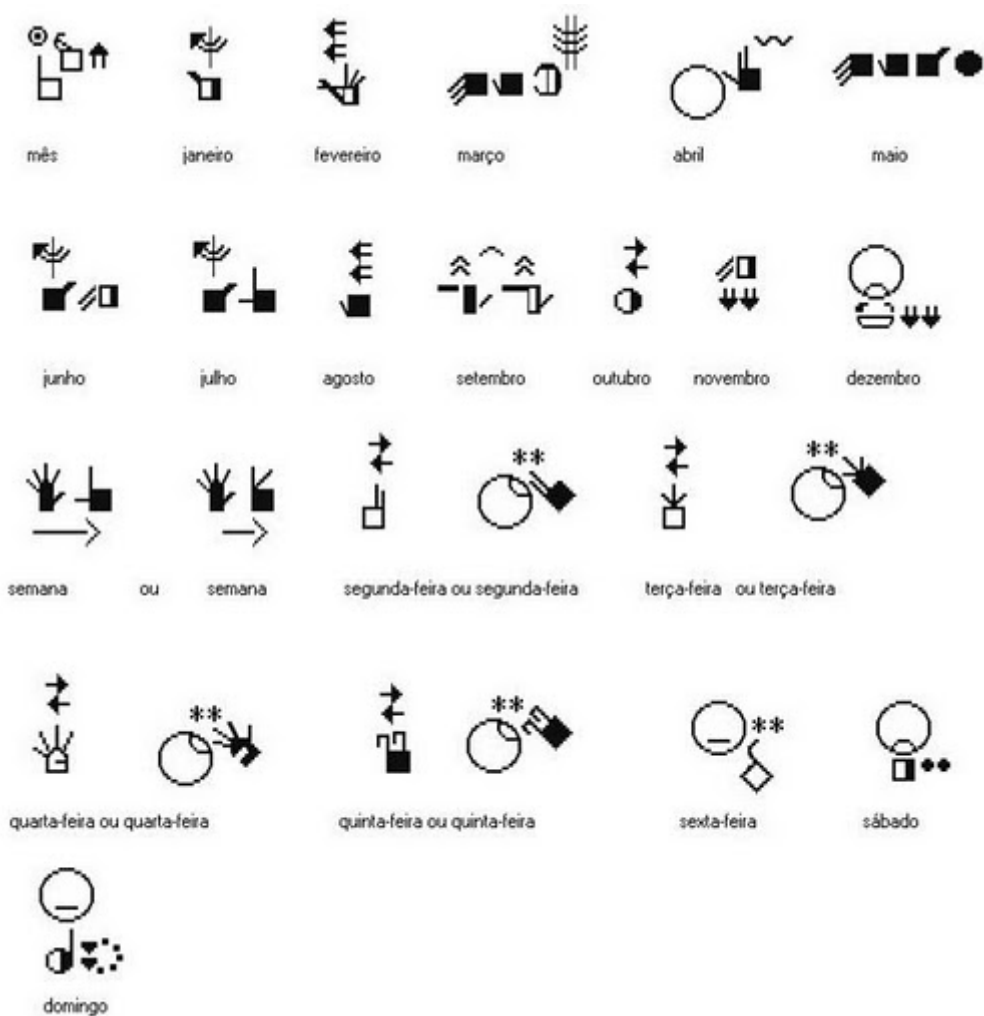 mês janeiro fevereiro março abril maio
junho julho agosto setembro outubro novembro dezembro
semana ou semana segunda-feira ou segunda-feira terça-feira ou terça-feira
quarta-feira ou quarta-feira quinta-feira ou quinta-feira sexta-feira sábado
domingo